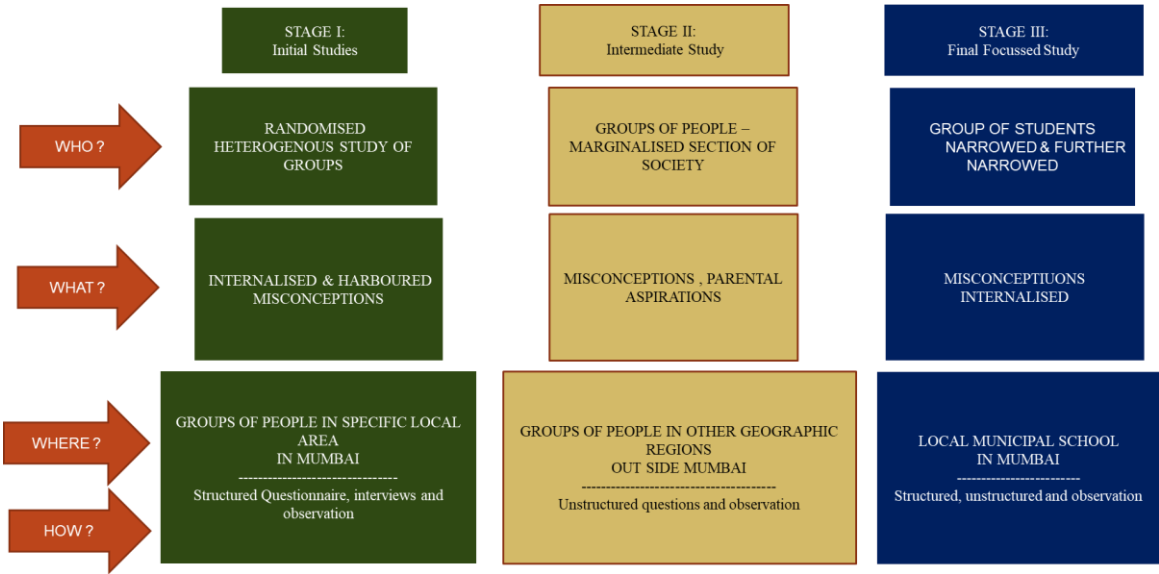 STAGE I:
Initial Studies
STAGE II:
Intermediate Study
STAGE III:
Final Focussed Study
WHO ?
RANDOMISED
HETEROGENOUS STUDY OF
GROUPS
GROUPS OF PEOPLE –
MARGINALISED SECTION OF
SOCIETY
GROUP OF STUDENTS
NARROWED & FURTHER
NARROWED
WHAT ?
INTERNALISED & HARBOURED
MISCONCEPTIONS
MISCONCEPTIONS , PARENTAL
ASPIRATIONS
MISCONCEPTIUONS
INTERNALISED
WHERE ?
GROUPS OF PEOPLE IN SPECIFIC LOCAL
AREA
IN MUMBAI
---------------------------------
Structured Questionnaire, interviews and
observation
GROUPS OF PEOPLE IN OTHER GEOGRAPHIC
REGIONS
OUT SIDE MUMBAI
----------------------------------------
Unstructured questions and observation
LOCAL MUNICIPAL SCHOOL
IN MUMBAI
--------------------------
Structured, unstructured and observation
HOW ?